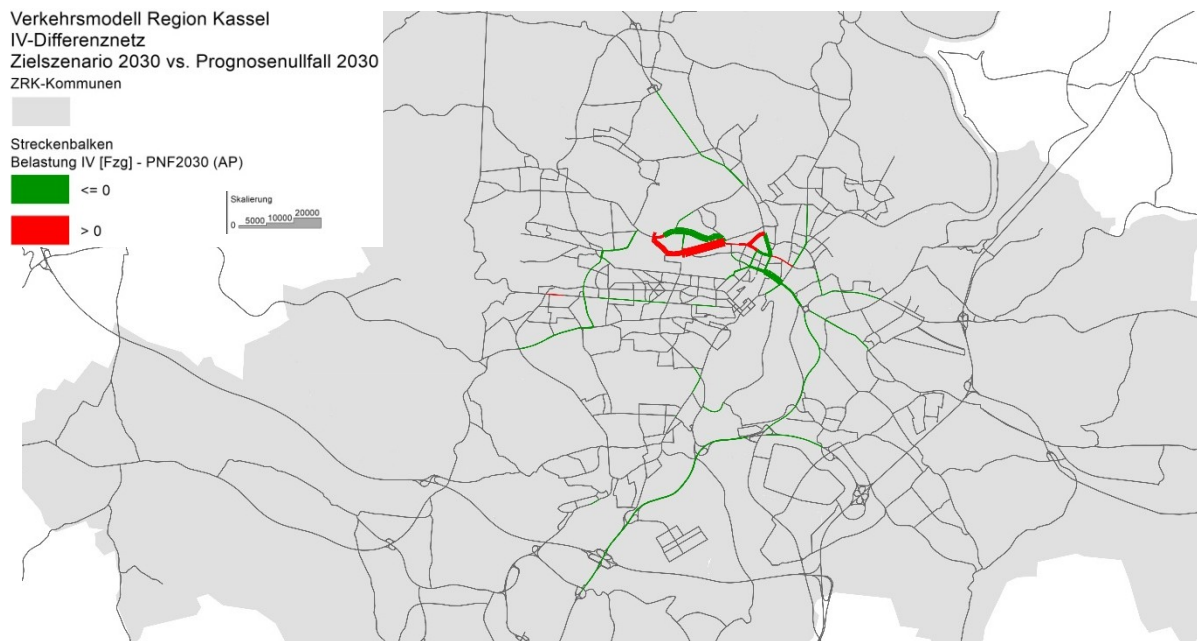 Verkehrsmodell Region Kassel
IV-Differenznetz
Zielszenario 2030 vs. Prognosenullfall 2030
ZRK-Kommunen
Streckenbalken
Belastung IV [Fzg] - PNF2030 (AP)
<= 0
> 0
Skalierung
0 5000 10000 20000